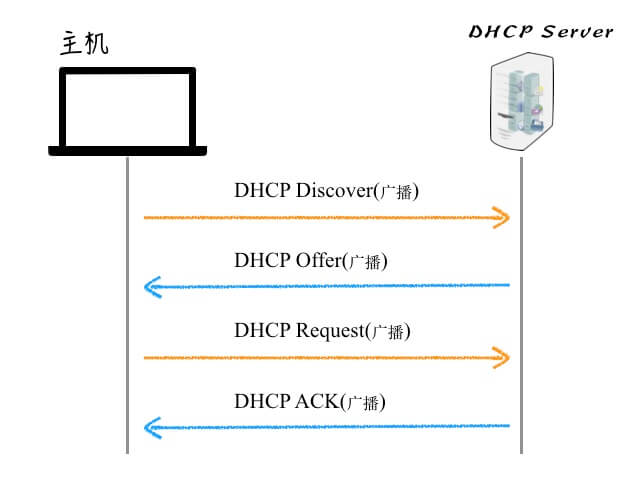 主机
DHCP Server
DHCP Discover(广播)
DHCP Offer(广播)
DHCP Request(广播)
DHCP ACK(广播)